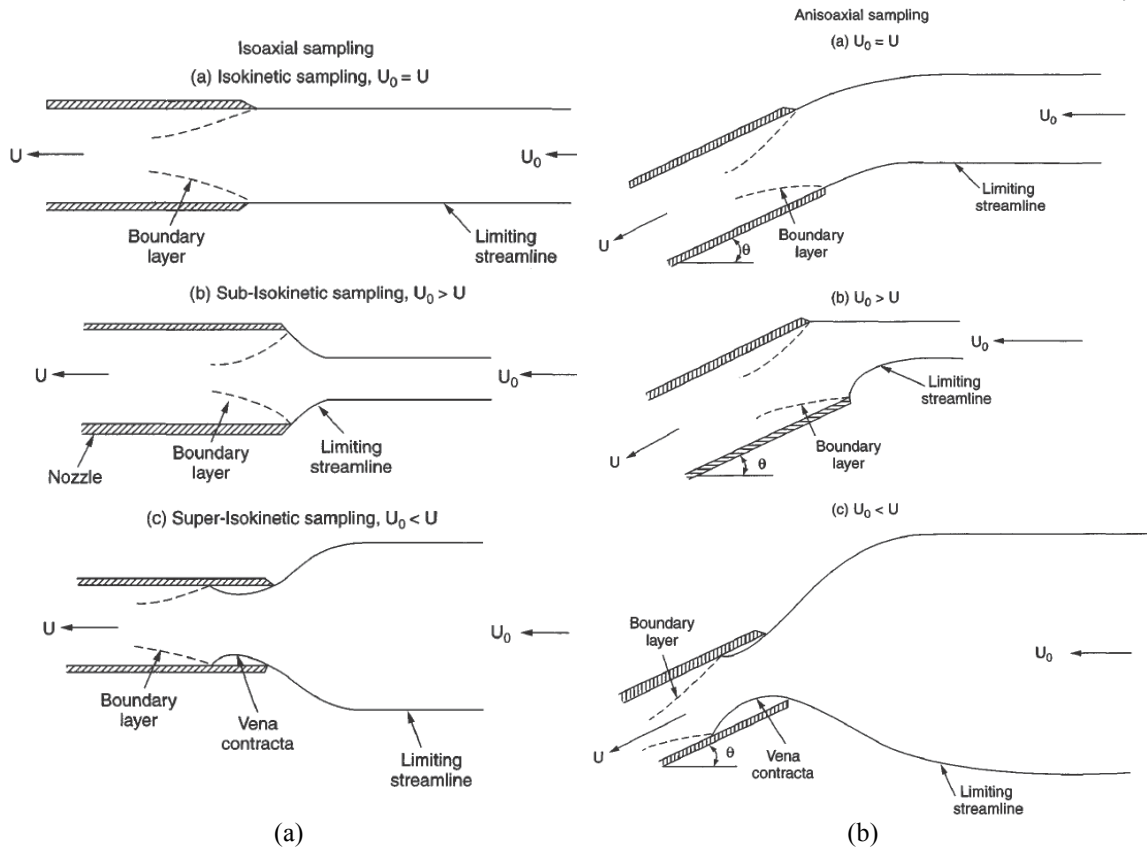 Isoaxial sampling
(a) Isokinetic sampling, U₀ = U
U
U₀
Boundary
layer
Limiting
streamline
(b) Sub-Isokinetic sampling, U₀ > U
U
U₀
Nozzle
Boundary
layer
Limiting
streamline
(c) Super-Isokinetic sampling, U₀ < U
U
U₀
Boundary
layer
Vena
contracta
Limiting
streamline
(a)
Anisoaxial sampling
(a) U₀ = U
U₀
Limiting
streamline
U
θ
Boundary
layer
(b) U₀ > U
U₀
Limiting
streamline
U
θ
Boundary
layer
(c) U₀ < U
Boundary
layer
U₀
U
θ
Vena
contracta
Limiting
streamline
(b)